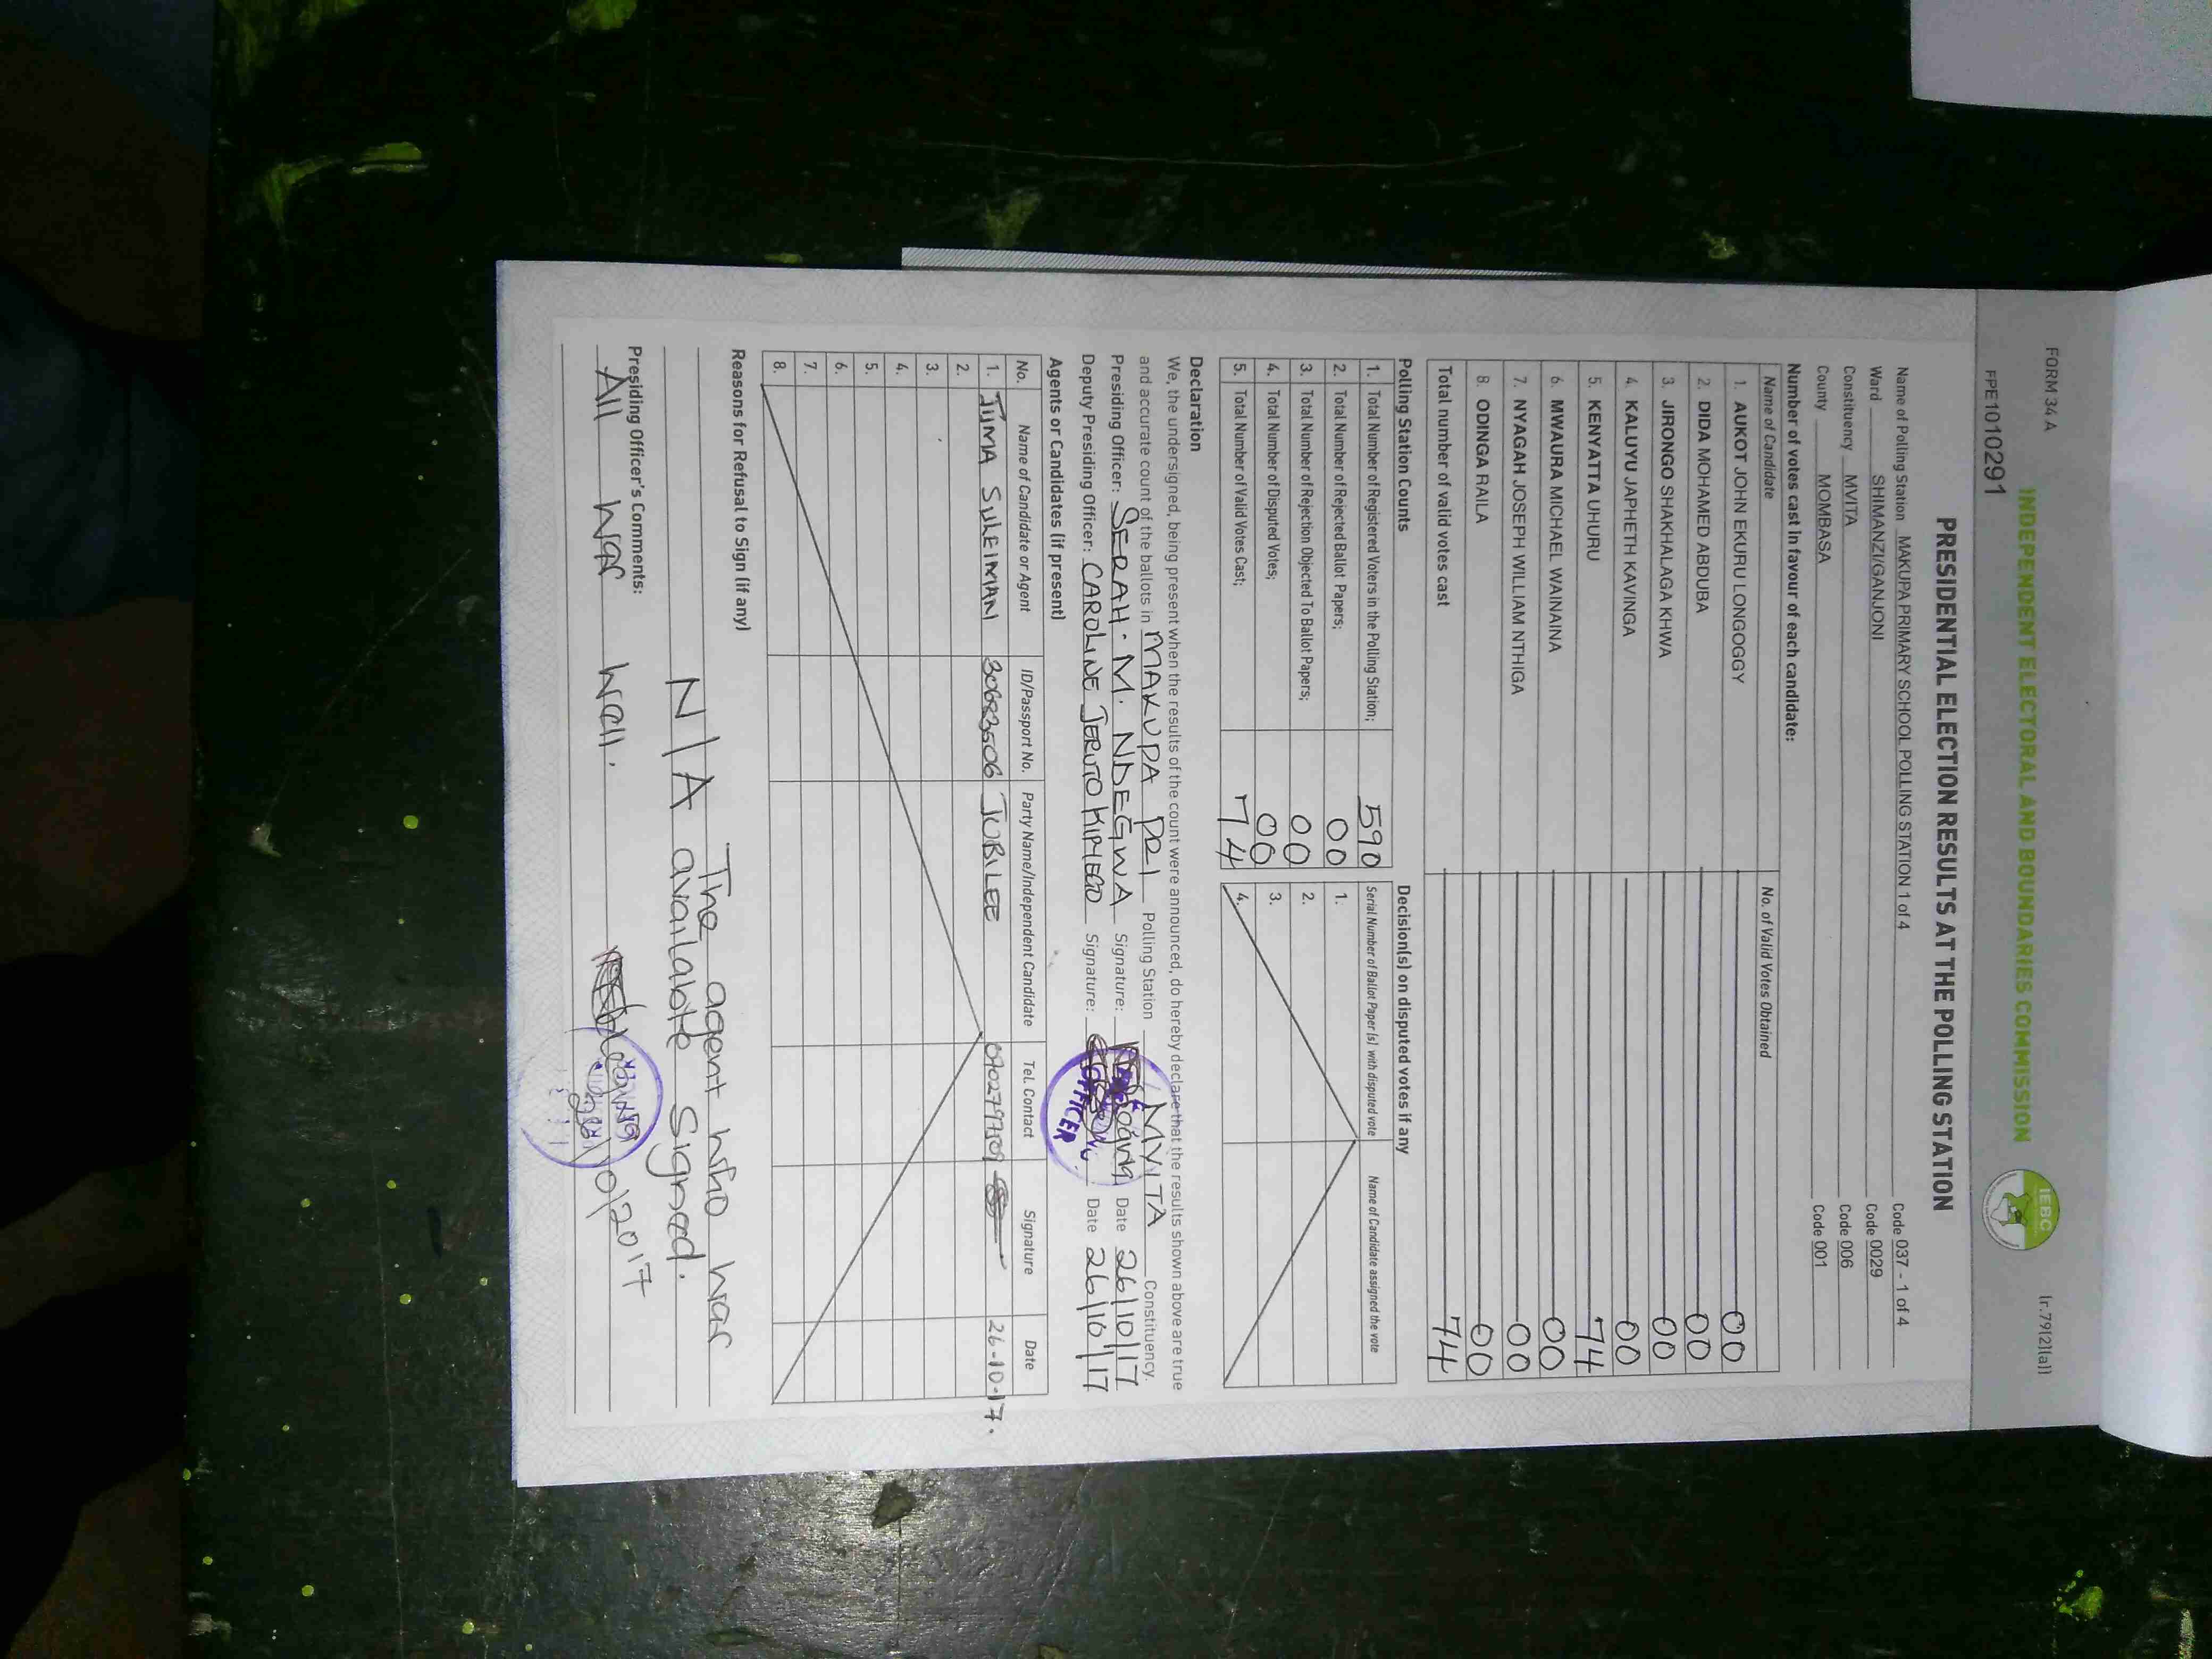 FORM 34 A
Ir.79(2)(a)
INDEPENDENT ELECTORAL AND BOUNDARIES COMMISSION
IEBC
FPE1010291
PRESIDENTIAL ELECTION RESULTS AT THE POLLING STATION
Name of Polling Station MAKUPA PRIMARY SCHOOL POLLING STATION 1 of 4 Code 037 - 1 of 4
Ward SHIMANZI/GANJONI Code 0029
Constituency MVITA Code 006
County MOMBASA Code 001
Number of votes cast in favour of each candidate:
Name of Candidate No. of Valid Votes Obtained
1. AUKOT JOHN EKURU LONGOGGY 00
2. DIDA MOHAMED ABDUBA 00
3. JIRONGO SHAKHALAGA KHWA 00
4. KALUYU JAPHETH KAVINGA 00
5. KENYATTA UHURU 74
6. MWAURA MICHAEL WAINAINA 00
7. NYAGAH JOSEPH WILLIAM NTHIGA 00
8. ODINGA RAILA 00
Total number of valid votes cast 74
Polling Station Counts Decision(s) on disputed votes if any
1. Total Number of Registered Voters in the Polling Station; 590 Serial Number of Ballot Paper (s) with disputed vote Name of Candidate assigned the vote
2. Total Number of Rejected Ballot Papers; 00 1.
3. Total Number of Rejection Objected To Ballot Papers; 00 2.
4. Total Number of Disputed Votes; 00 3.
5. Total Number of Valid Votes Cast; 74 4.
Declaration
We, the undersigned, being present when the results of the count were announced, do hereby declare that the results shown above are true
and accurate count of the ballots in MAKUPA PRI Polling Station MVITA Constituency.
Presiding Officer: SERAH. M. NDEGWA Signature: Date 26/10/17
Deputy Presiding Officer: CAROLINE JERUTO KIPLEGO Signature: Date 26/10/17
OFFICER
Agents or Candidates (if present)
No. Name of Candidate or Agent ID/Passport No. Party Name/Independent Candidate Tel. Contact Signature Date
1. JUMA SULEIMAN 30683506 JUBILEE 0702797309 26-10-17.
2.
3.
4.
5.
6.
7.
8.
Reasons for Refusal to Sign (if any)
The agent who was
N/A available signed.
Presiding Officer's Comments:
All was well.
26/10/2017